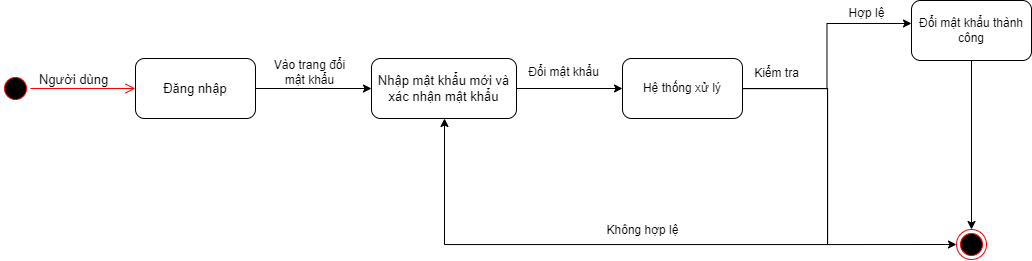 Người dùng
Đăng nhập
Vào trang đổi
mật khẩu
Nhập mật khẩu mới và
xác nhận mật khẩu
Đổi mật khẩu
Hệ thống xử lý
Kiểm tra
Hợp lệ
Đổi mật khẩu thành
công
Không hợp lệ